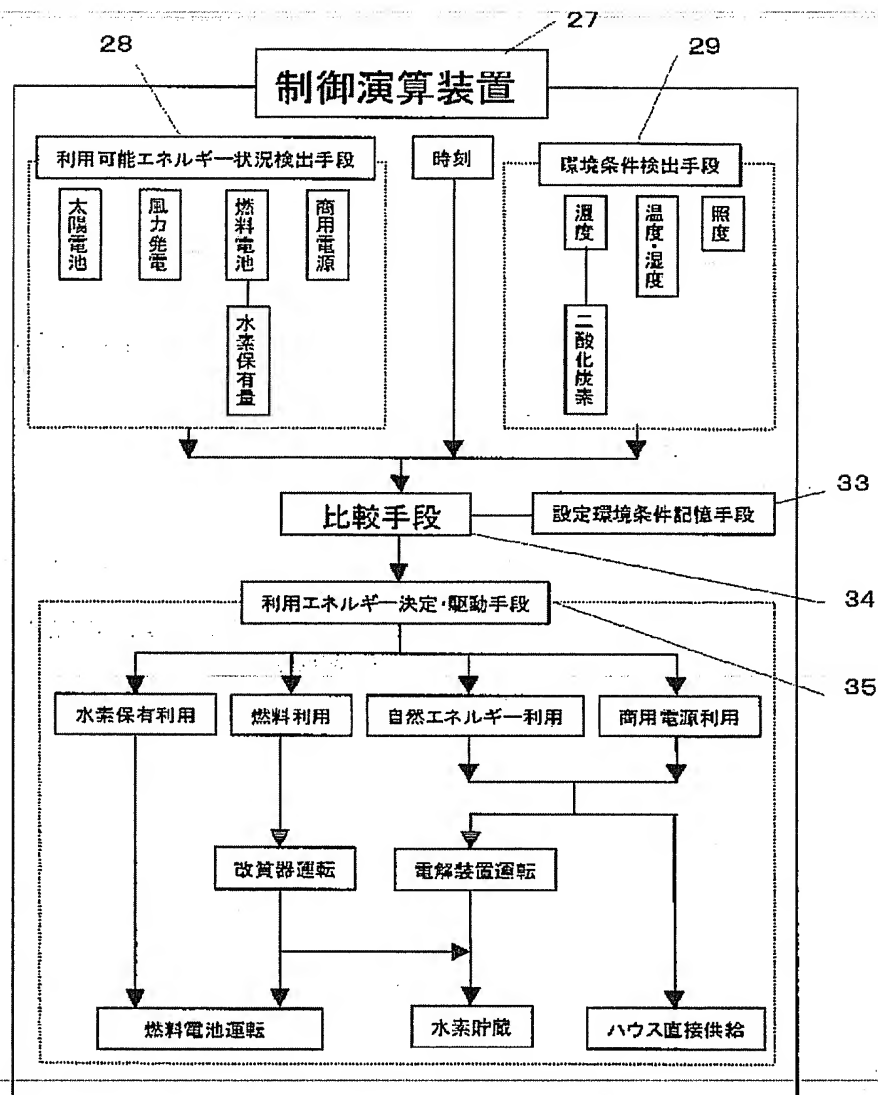 27
28
29
制御演算装置
利用可能エネルギー状況検出手段
時刻
環境条件検出手段
太陽電池
風力発電
燃料電池
商用電源
水素保有量
温度・湿度
照度
二酸化炭素
33
比較手段
設定環境条件記憶手段
34
利用エネルギー決定・駆動手段
35
水素保有利用
燃料利用
自然エネルギー利用
商用電源利用
改質器運転
電解装置運転
燃料電池運転
水素貯蔵
ハウス直接供給